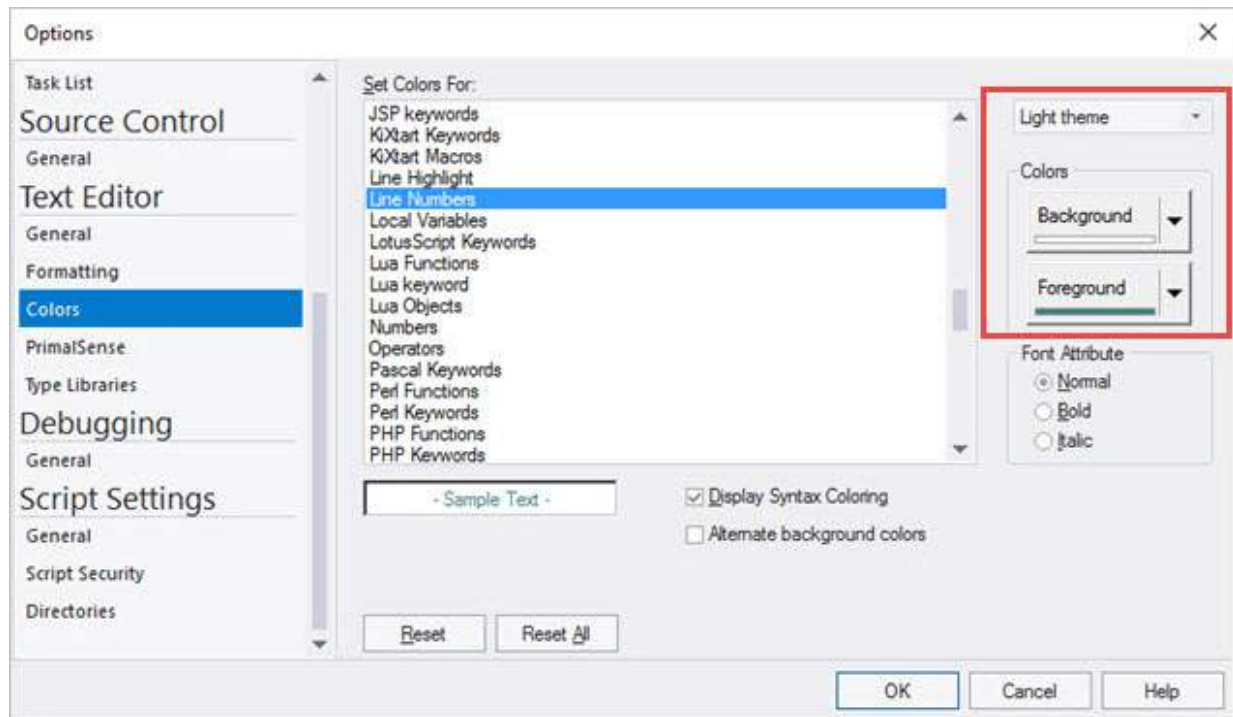 Options
Task List
Source Control
General
Text Editor
General
Formatting
Colors
PrimalSense
Type Libraries
Debugging
General
Script Settings
General
Script Security
Directories
Set Colors For:
JSP keywords
KiXtart Keywords
KiXtart Macros
Line Highlight
Line Numbers
Local Variables
LotusScript Keywords
Lua Functions
Lua keyword
Lua Objects
Numbers
Operators
Pascal Keywords
Perl Functions
Perl Keywords
PHP Functions
PHP Keywords
- Sample Text -
Display Syntax Coloring
Alternate background colors
Reset
Reset All
Light theme
Colors
Background
Foreground
Font Attribute
Normal
Bold
Italic
OK
Cancel
Help